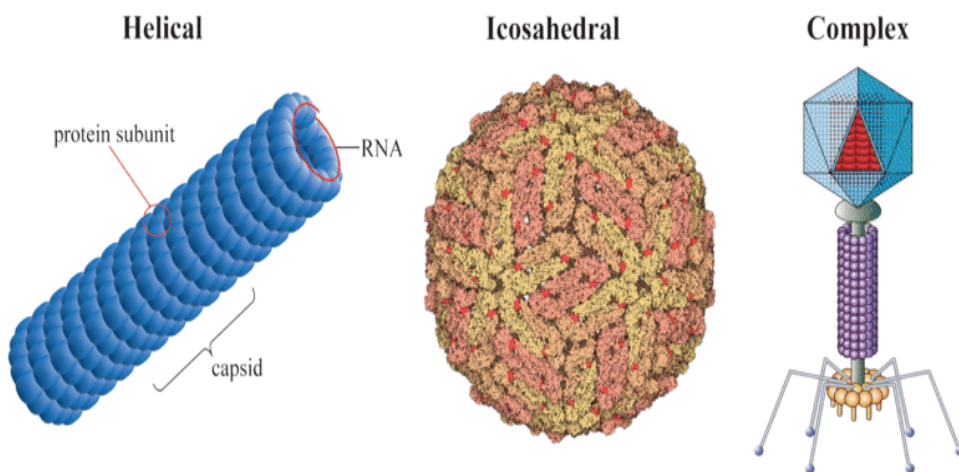 Helical
Icosahedral
Complex
protein subunit
RNA
capsid